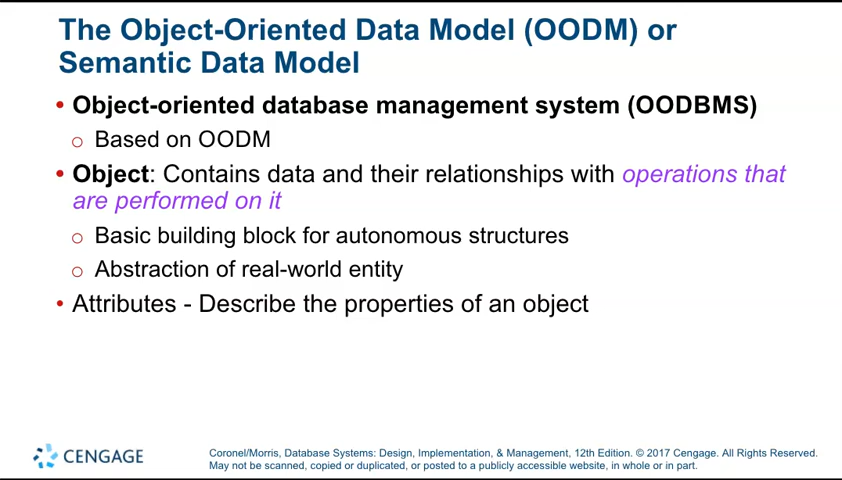 The Object-Oriented Data Model (OODM) or
Semantic Data Model
• Object-oriented database management system (OODBMS)
o Based on OODM
• Object: Contains data and their relationships with operations that
are performed on it
o Basic building block for autonomous structures
o Abstraction of real-world entity
• Attributes - Describe the properties of an object
CENGAGE
Coronel/Morris, Database Systems: Design, Implementation, & Management, 12th Edition. © 2017 Cengage. All Rights Reserved.
May not be scanned, copied or duplicated, or posted to a publicly accessible website, in whole or in part.